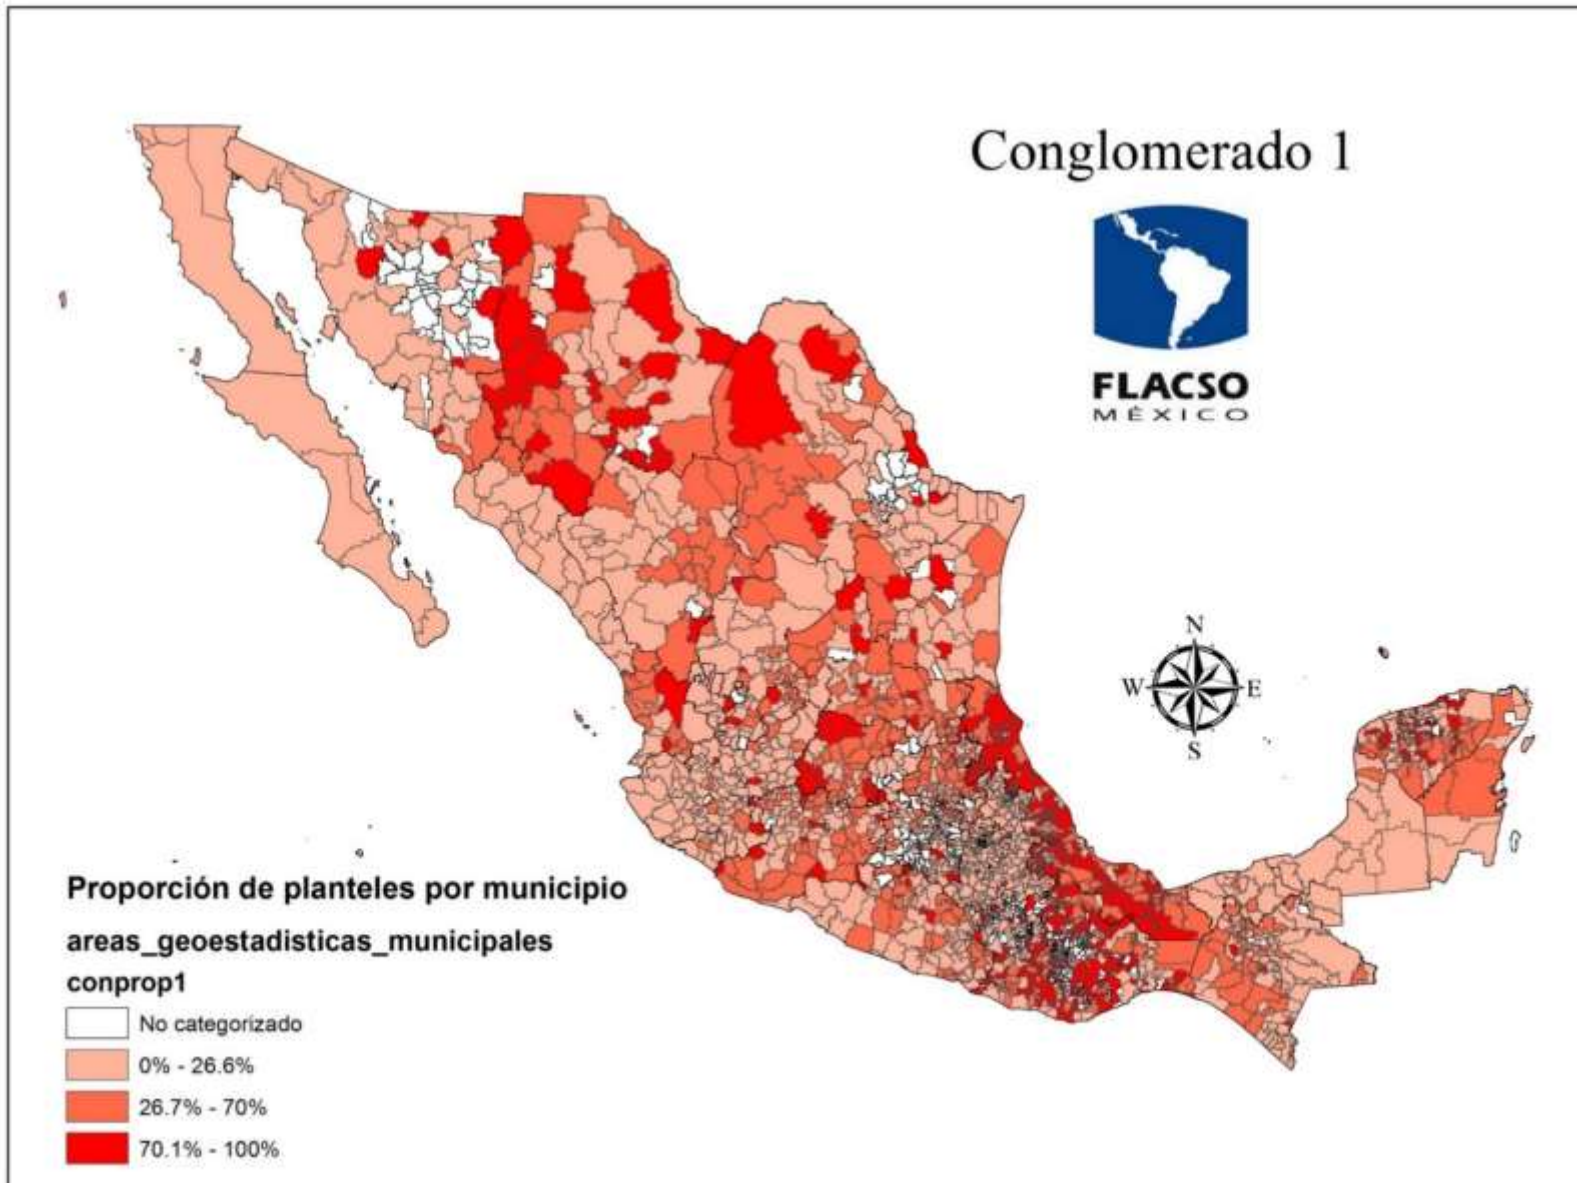 Conglomerado 1
FLACSO
MÉXICO
N
W
E
S
Proporción de planteles por municipio
areas_geoestadisticas_municipales
conprop1
No categorizado
0% - 26.6%
26.7% - 70%
70.1% - 100%